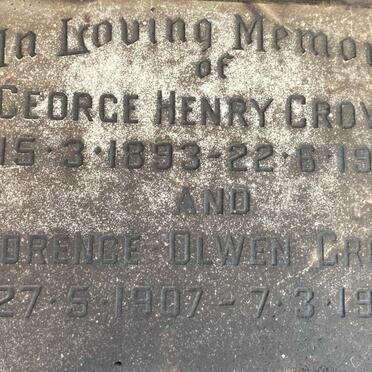 In Loving Memor
of
GEORGE HENRY CRO
15·3·1893-22·6·19
AND
ORENCE OLWEN CR
27·5·1907-7·3·19